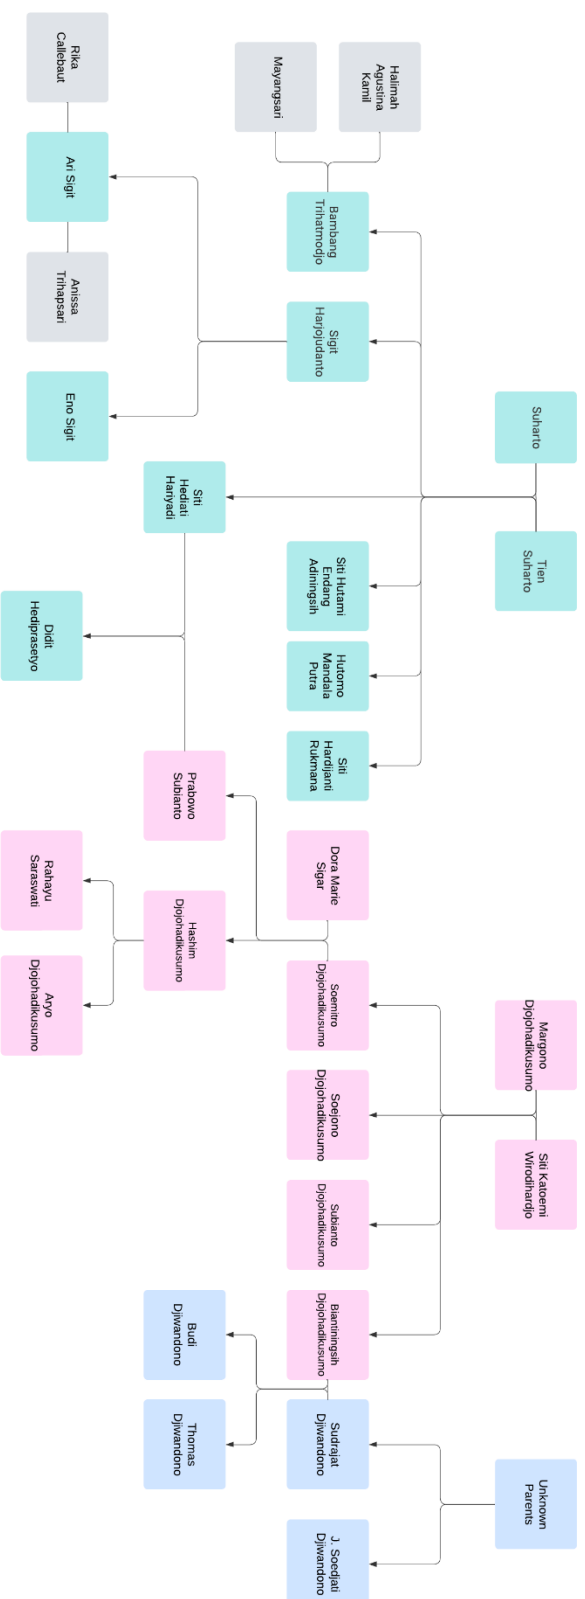 Suharto
Tien
Suharto
Margono
Djojohadikusumo
Siti Katoemi
Wirodihardjo
Unknown
Parents
Halimah
Agustina
Kamil
Mayangsari
Bambang
Trihatmodjo
Sigit
Harjojudanto
Siti Hutami
Endang
Adiningsih
Hutomo
Mandala
Putra
Siti
Hardijanti
Rukmana
Dora Marie
Sigar
Soemitro
Djojohadikusumo
Soejono
Djojohadikusumo
Subianto
Djojohadikusumo
Biantiningsih
Djojohadikusumo
Sudrajat
Djiwandono
J. Soedjati
Djiwandono
Siti
Hediati
Hariyadi
Prabowo
Subianto
Hashim
Djojohadikusumo
Budi
Djiwandono
Thomas
Djiwandono
Rika
Callebaut
Ari Sigit
Anissa
Trihapsari
Eno Sigit
Didit
Hediprasetyo
Rahayu
Saraswati
Aryo
Djojohadikusumo